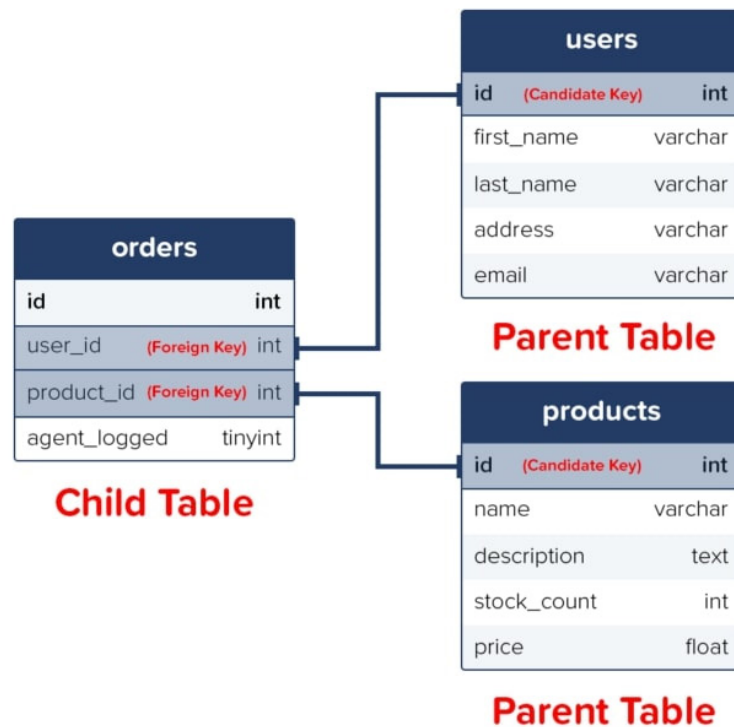 users
id (Candidate Key) int
first_name varchar
last_name varchar
address varchar
email varchar
Parent Table
orders
id int
user_id (Foreign Key) int
product_id (Foreign Key) int
agent_logged tinyint
Child Table
products
id (Candidate Key) int
name varchar
description text
stock_count int
price float
Parent Table